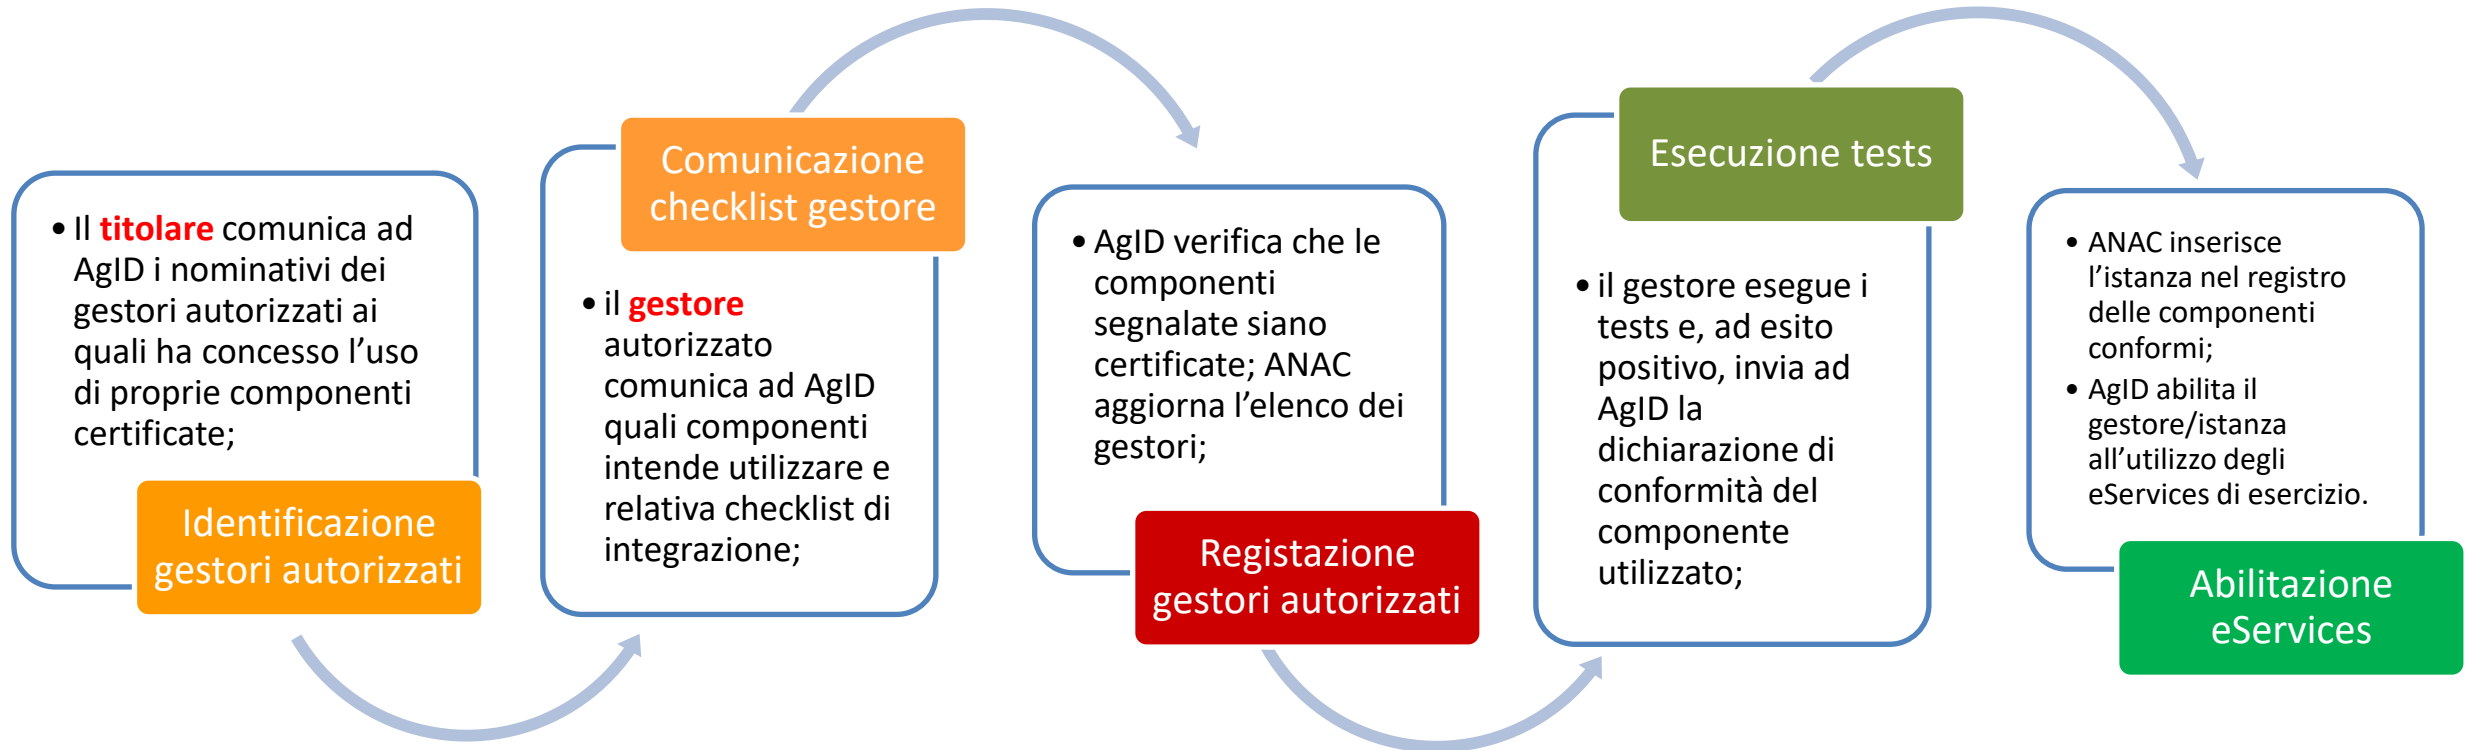 • Il titolare comunica ad
AgID i nominativi dei
gestori autorizzati ai
quali ha concesso l’uso
di proprie componenti
certificate;
Identificazione
gestori autorizzati
Comunicazione
checklist gestore
• il gestore
autorizzato
comunica ad AgID
quali componenti
intende utilizzare e
relativa checklist di
integrazione;
• AgID verifica che le
componenti
segnalate siano
certificate; ANAC
aggiorna l’elenco dei
gestori;
Registazione
gestori autorizzati
Esecuzione tests
• il gestore esegue i
tests e, ad esito
positivo, invia ad
AgID la
dichiarazione di
conformità del
componente
utilizzato;
• ANAC inserisce
l’istanza nel registro
delle componenti
conformi;
• AgID abilita il
gestore/istanza
all’utilizzo degli
eServices di esercizio.
Abilitazione
eServices